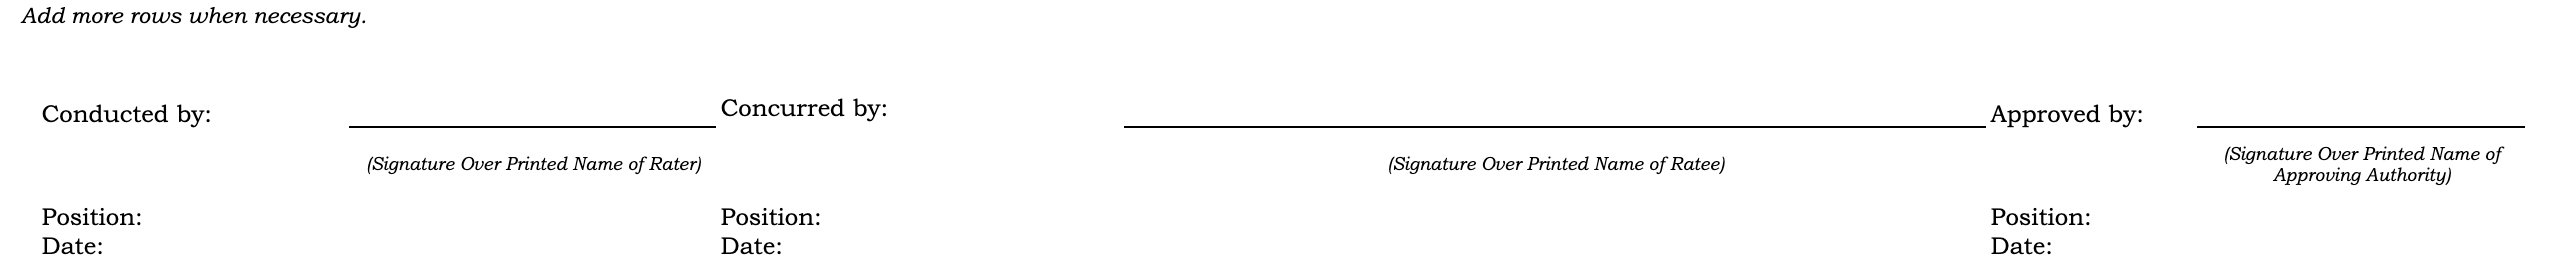 Add more rows when necessary.
Conducted by: Concurred by: Approved by:
(Signature Over Printed Name of Rater) (Signature Over Printed Name of Ratee) (Signature Over Printed Name of
Approving Authority)
Position: Position: Position:
Date: Date: Date: